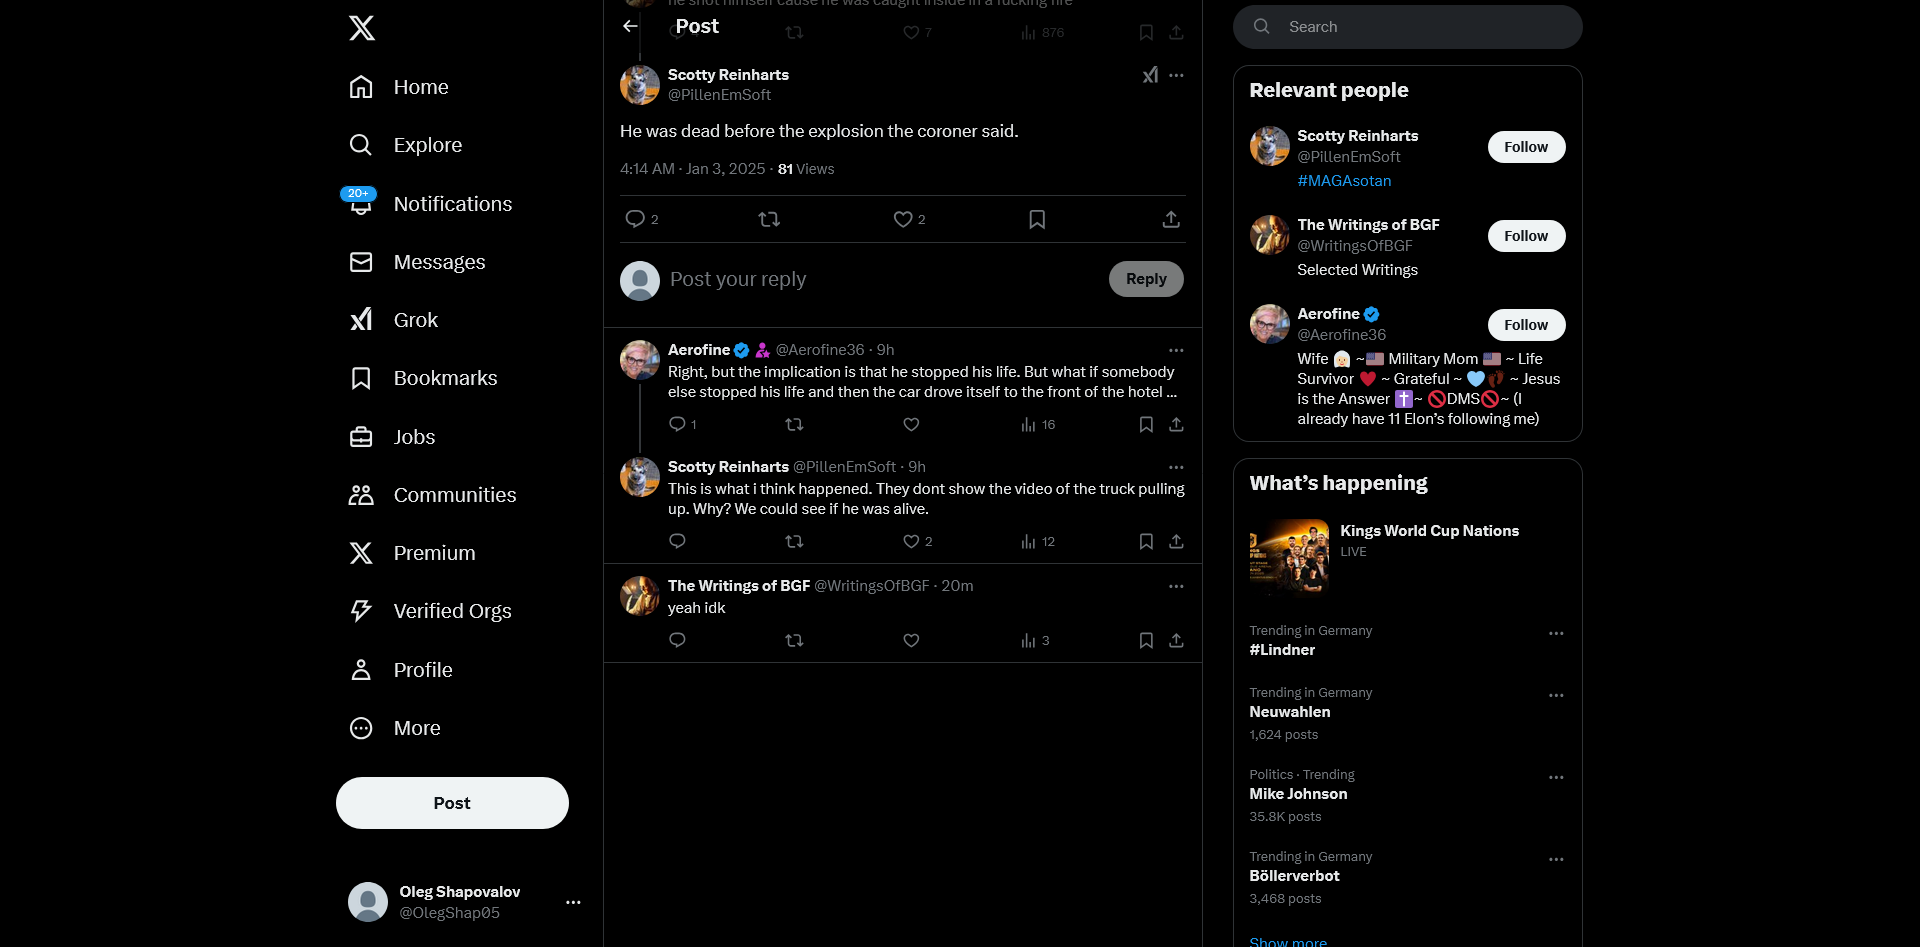 Home
Explore
20+
Notifications
Messages
Grok
Bookmarks
Jobs
Communities
Premium
Verified Orgs
Profile
More
Post
Oleg Shapovalov
@OlegShap05
he shot himself cause he was caught inside in a fucking fire
Post
7
876
Scotty Reinharts
@PillenEmSoft
He was dead before the explosion the coroner said.
4:14 AM · Jan 3, 2025 · 81 Views
2
2
Post your reply
Reply
Aerofine @Aerofine36 · 9h
Right, but the implication is that he stopped his life. But what if somebody
else stopped his life and then the car drove itself to the front of the hotel ...
1
16
Scotty Reinharts @PillenEmSoft · 9h
This is what i think happened. They dont show the video of the truck pulling
up. Why? We could see if he was alive.
2
12
The Writings of BGF @WritingsOfBGF · 20m
yeah idk
3
Search
Relevant people
Scotty Reinharts
@PillenEmSoft
Follow
#MAGAsotan
The Writings of BGF
@WritingsOfBGF
Follow
Selected Writings
Aerofine
@Aerofine36
Follow
Wife 👵🏻 ~🇺🇸 Military Mom 🇺🇸 ~ Life
Survivor ♥️ ~ Grateful ~ 🩵👣 ~ Jesus
is the Answer ✝️~ 🚫DMS🚫~ (I
already have 11 Elon's following me)
What's happening
Kings World Cup Nations
LIVE
Trending in Germany
#Lindner
Trending in Germany
Neuwahlen
1,624 posts
Politics · Trending
Mike Johnson
35.8K posts
Trending in Germany
Böllerverbot
3,468 posts
Show more